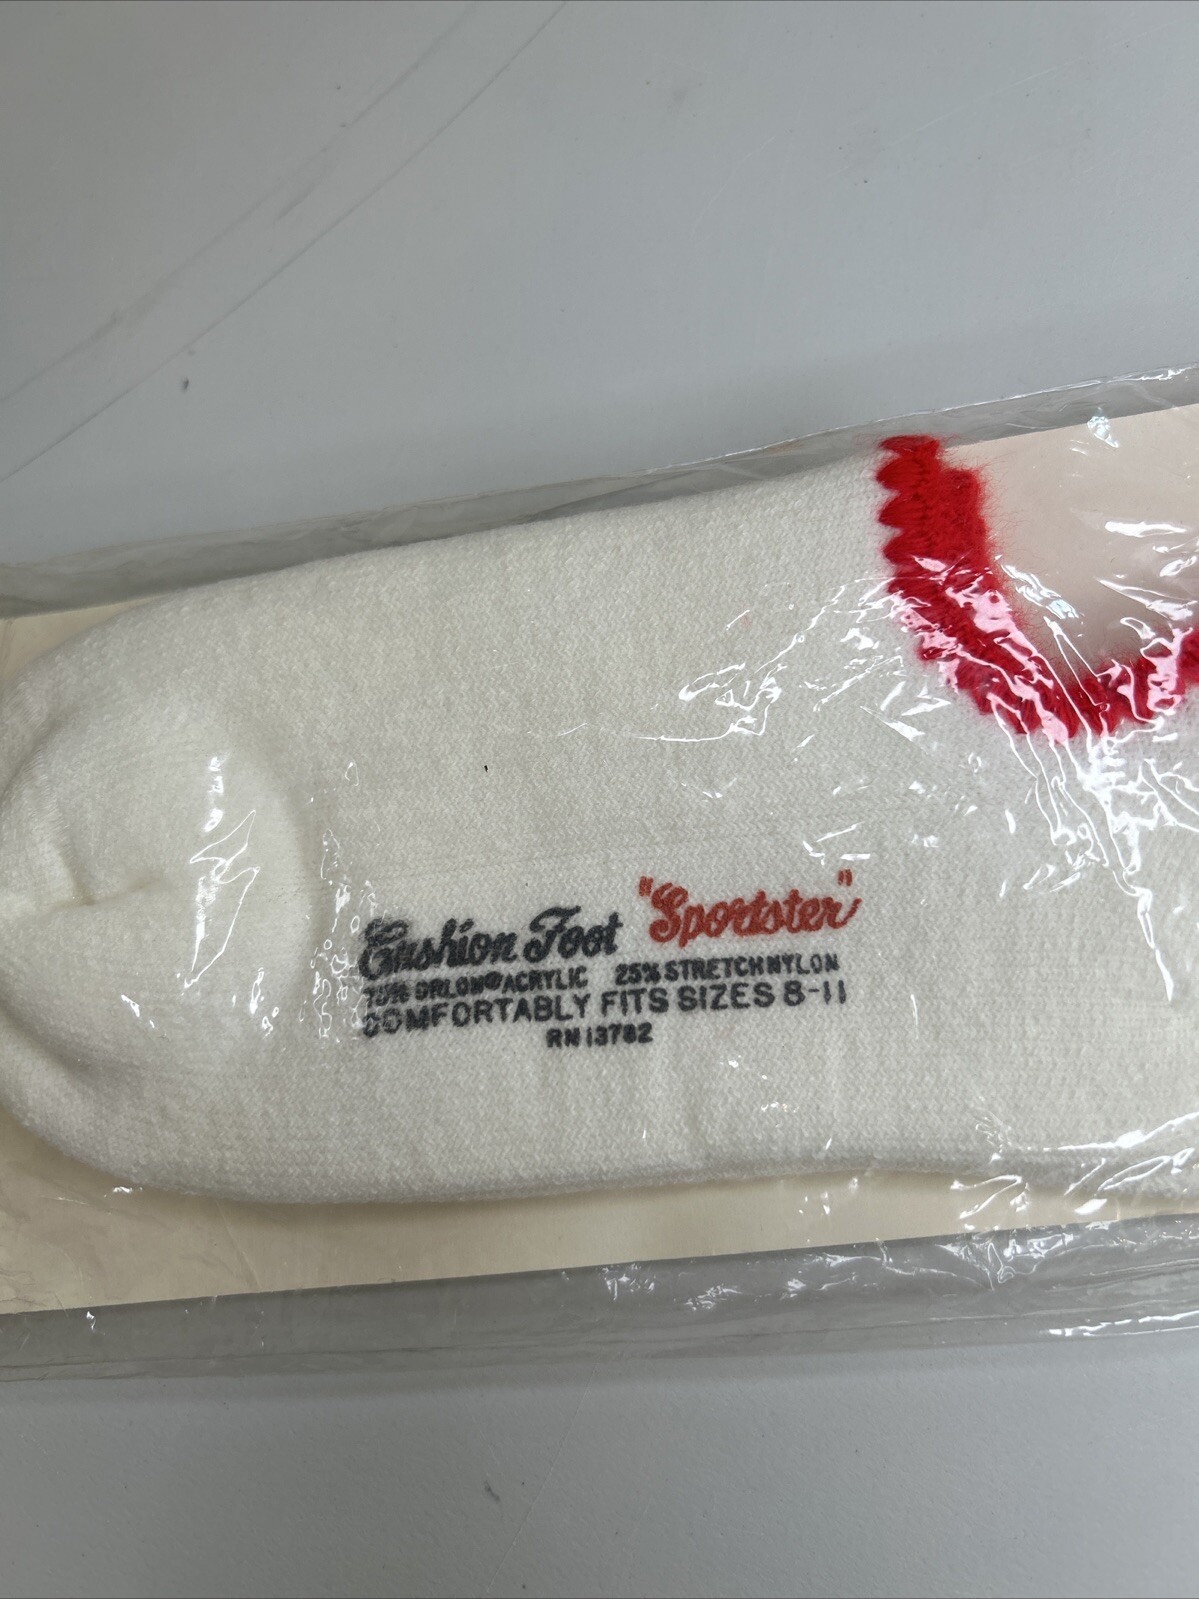 Cushion Foot "Sportster"
75% ORLON® ACRYLIC 25% STRETCH NYLON
COMFORTABLY FITS SIZES 8-11
RN 13782